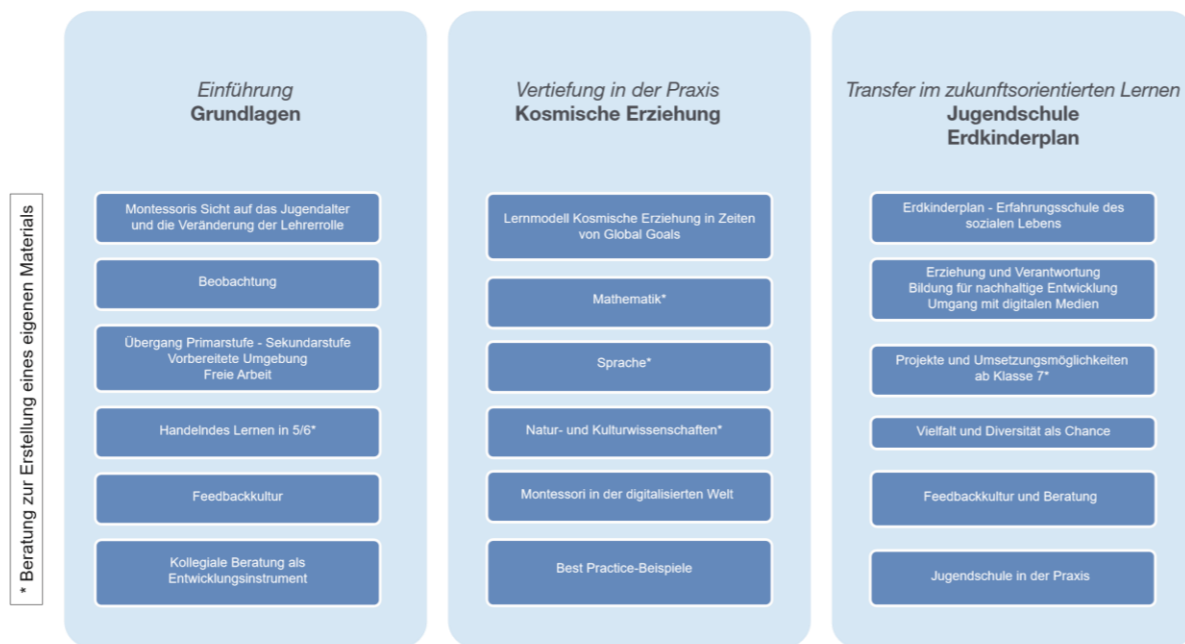 * Beratung zur Erstellung eines eigenen Materials
Einführung
Grundlagen
Montessoris Sicht auf das Jugendalter
und die Veränderung der Lehrerrolle
Beobachtung
Übergang Primarstufe - Sekundarstufe
Vorbereitete Umgebung
Freie Arbeit
Handelndes Lernen in 5/6*
Feedbackkultur
Kollegiale Beratung als
Entwicklungsinstrument
Vertiefung in der Praxis
Kosmische Erziehung
Lernmodell Kosmische Erziehung in Zeiten
von Global Goals
Mathematik*
Sprache*
Natur- und Kulturwissenschaften*
Montessori in der digitalisierten Welt
Best Practice-Beispiele
Transfer im zukunftsorientierten Lernen
Jugendschule
Erdkinderplan
Erdkinderplan - Erfahrungsschule des
sozialen Lebens
Erziehung und Verantwortung
Bildung für nachhaltige Entwicklung
Umgang mit digitalen Medien
Projekte und Umsetzungsmöglichkeiten
ab Klasse 7*
Vielfalt und Diversität als Chance
Feedbackkultur und Beratung
Jugendschule in der Praxis